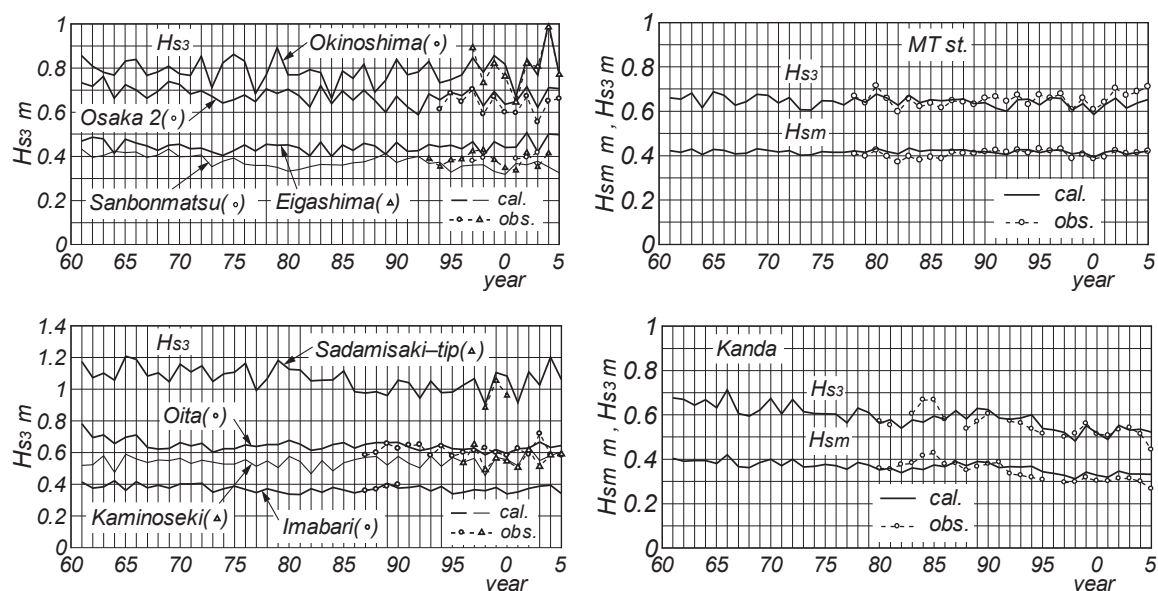 1
0.8
0.6
0.4
0.2
0
Hs3 m
Hs3
Okinoshima(∘)
Osaka 2(∘)
Sanbonmatsu(∘)
Eigashima(▵)
cal.
obs.
60 65 70 75 80 85 90 95 0 5
year
1
0.8
0.6
0.4
0.2
0
Hsm m , Hs3 m
MT st.
Hs3
Hsm
cal.
obs.
60 65 70 75 80 85 90 95 0 5
year
1.4
1.2
1
0.8
0.6
0.4
0.2
0
Hs3 m
Hs3
Sadamisaki–tip(▵)
Oita(∘)
Kaminoseki(▵)
Imabari(∘)
cal.
obs.
60 65 70 75 80 85 90 95 0 5
year
1
0.8
0.6
0.4
0.2
0
Hsm m , Hs3 m
Kanda
Hs3
Hsm
cal.
obs.
60 65 70 75 80 85 90 95 0 5
year